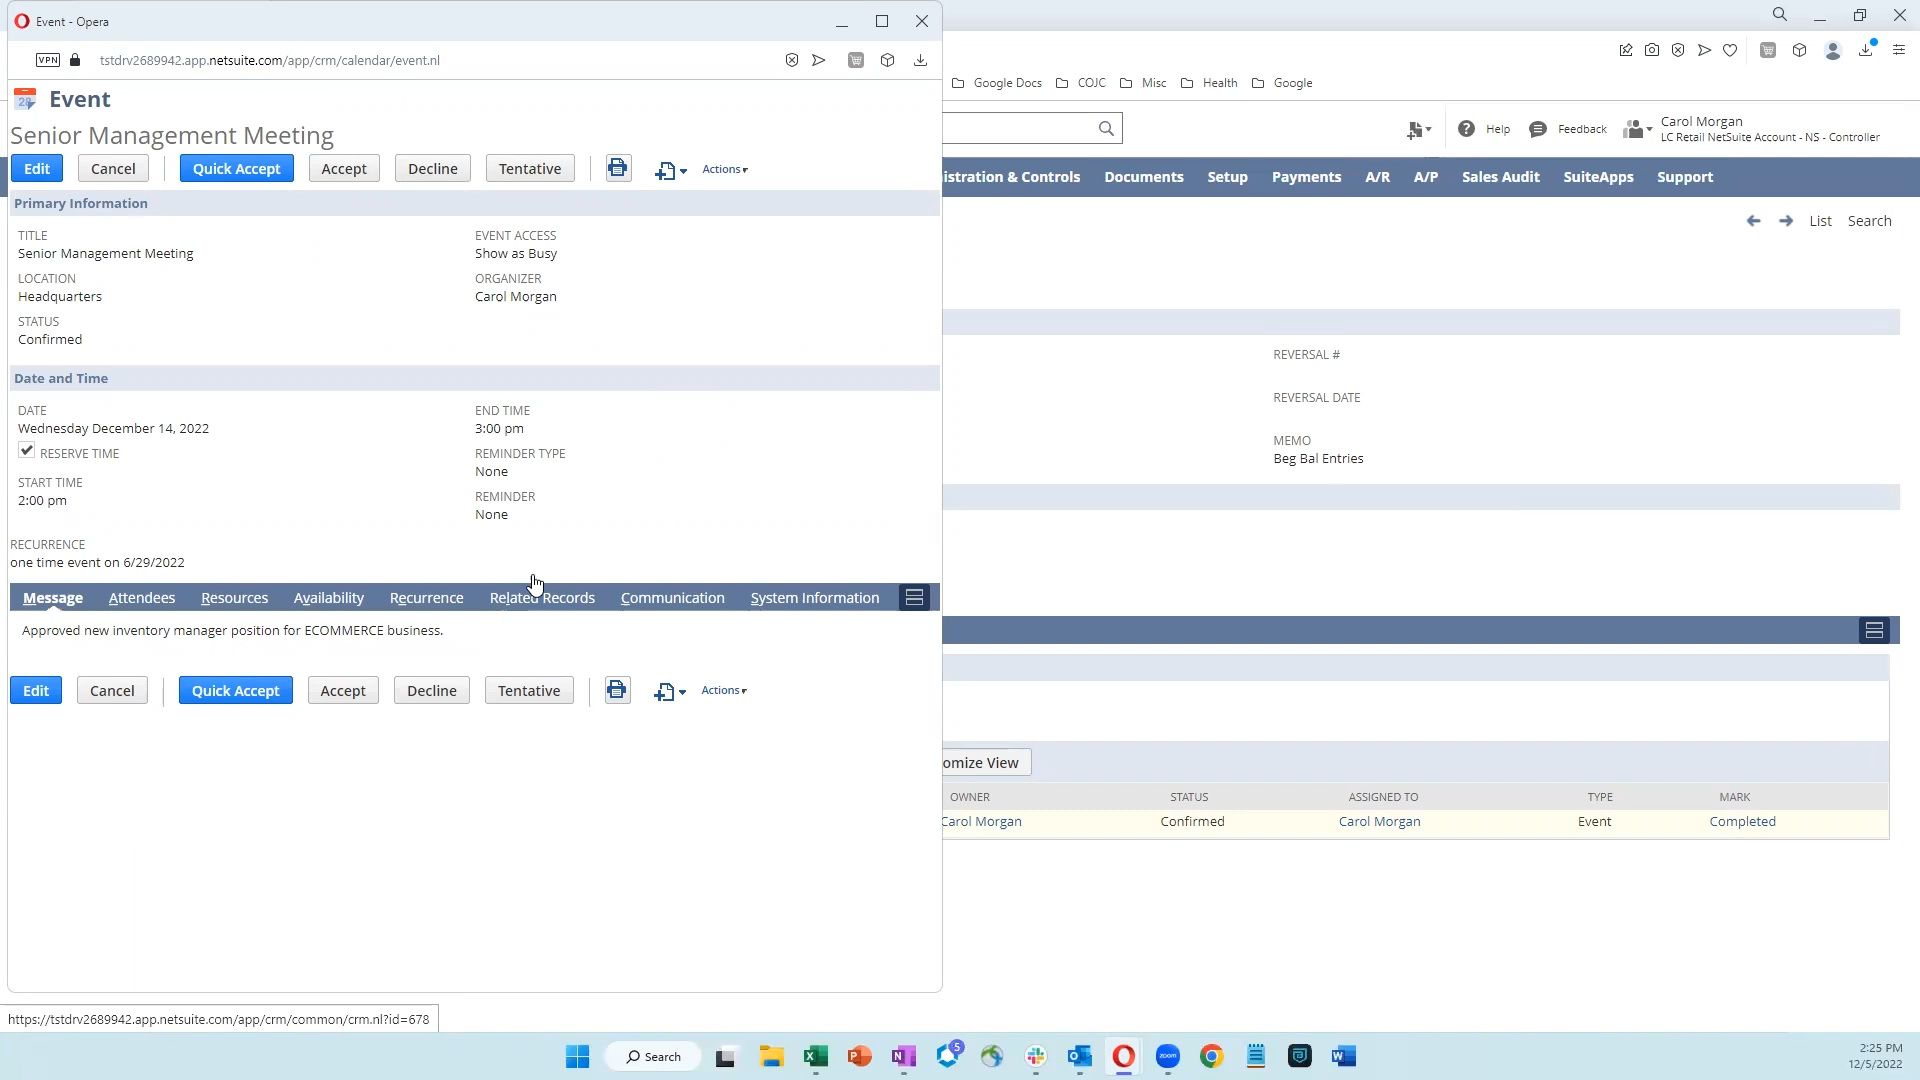 Event - Opera
VPN tstdrv2689942.app.netsuite.com/app/crm/calendar/event.nl
Google Docs COJC Misc Health Google
28 Event
Senior Management Meeting
Edit Cancel Quick Accept Accept Decline Tentative Actions
Help Feedback Carol Morgan
LC Retail NetSuite Account - NS - Controller
istration & Controls Documents Setup Payments A/R A/P Sales Audit SuiteApps Support
List Search
Primary Information
TITLE
Senior Management Meeting
EVENT ACCESS
Show as Busy
LOCATION
Headquarters
ORGANIZER
Carol Morgan
STATUS
Confirmed
REVERSAL #
REVERSAL DATE
MEMO
Beg Bal Entries
Date and Time
DATE
Wednesday December 14, 2022
END TIME
3:00 pm
RESERVE TIME
REMINDER TYPE
None
START TIME
2:00 pm
REMINDER
None
RECURRENCE
one time event on 6/29/2022
Message Attendees Resources Availability Recurrence Related Records Communication System Information
Approved new inventory manager position for ECOMMERCE business.
Edit Cancel Quick Accept Accept Decline Tentative Actions
omize View
OWNER STATUS ASSIGNED TO TYPE MARK
Carol Morgan Confirmed Carol Morgan Event Completed
https://tstdrv2689942.app.netsuite.com/app/crm/common/crm.nl?id=678
Search
5
zoom
2:25 PM
12/5/2022